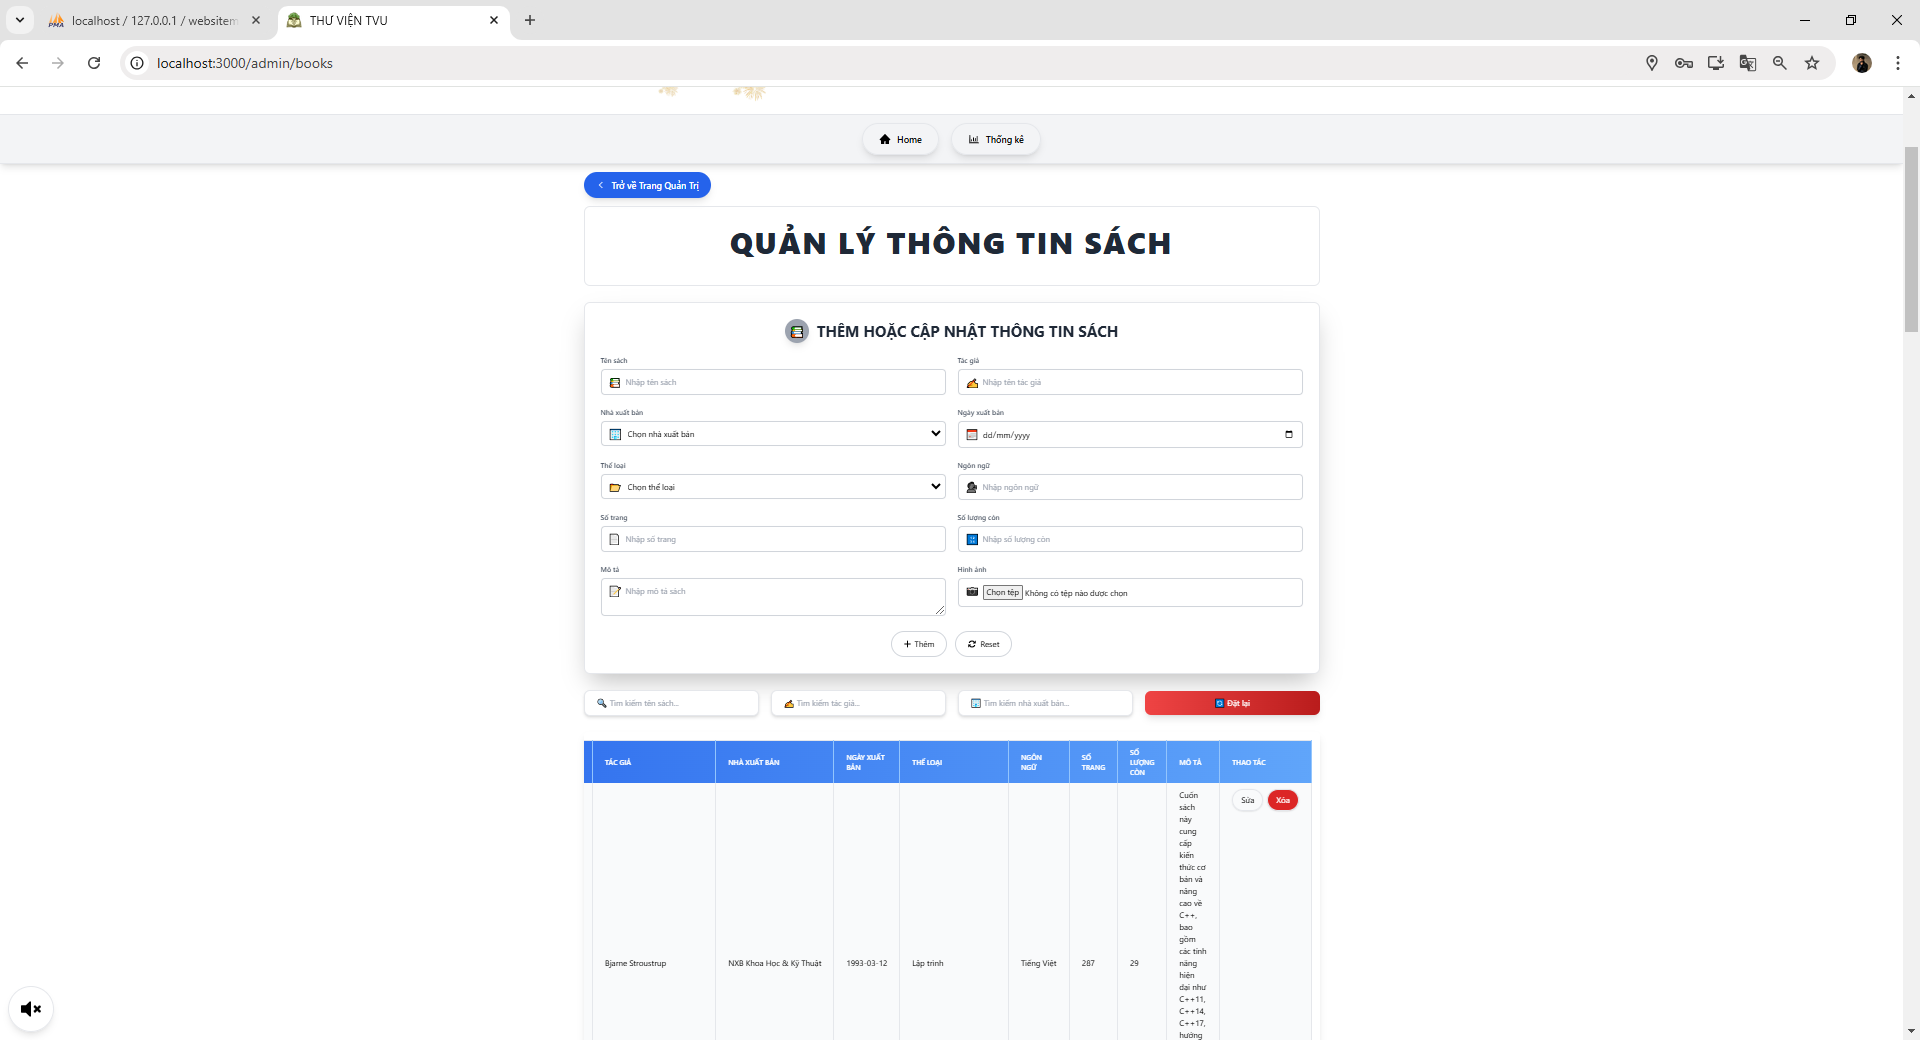 localhost / 127.0.0.1 / websitem
THƯ VIỆN TVU
localhost:3000/admin/books
Home
Thống kê
Trở về Trang Quản Trị
QUẢN LÝ THÔNG TIN SÁCH
THÊM HOẶC CẬP NHẬT THÔNG TIN SÁCH
Tên sách
Tác giả
Nhập tên sách
Nhập tên tác giả
Nhà xuất bản
Ngày xuất bản
Chọn nhà xuất bản
dd/mm/yyyy
Thể loại
Ngôn ngữ
Chọn thể loại
Nhập ngôn ngữ
Số trang
Số lượng còn
Nhập số trang
Nhập số lượng còn
Mô tả
Hình ảnh
Nhập mô tả sách
Chọn tệp Không có tệp nào được chọn
+ Thêm
Reset
Tìm kiếm tên sách...
Tìm kiếm tác giả...
Tìm kiếm nhà xuất bản...
Đặt lại
TÁC GIẢ
NHÀ XUẤT BẢN
NGÀY XUẤT
BẢN
THỂ LOẠI
NGÔN
NGỮ
SỐ
TRANG
SỐ
LƯỢNG
CÒN
MÔ TẢ
THAO TÁC
Bjarne Stroustrup
NXB Khoa Học & Kỹ Thuật
1993-03-12
Lập trình
Tiếng Việt
287
29
Cuốn
sách
này
cung
cấp
kiến
thức cơ
bản và
nâng
cao về
C++,
bao
gồm
các tính
năng
hiện
đại như
C++11,
C++14,
C++17,
hướng
Sửa
Xóa